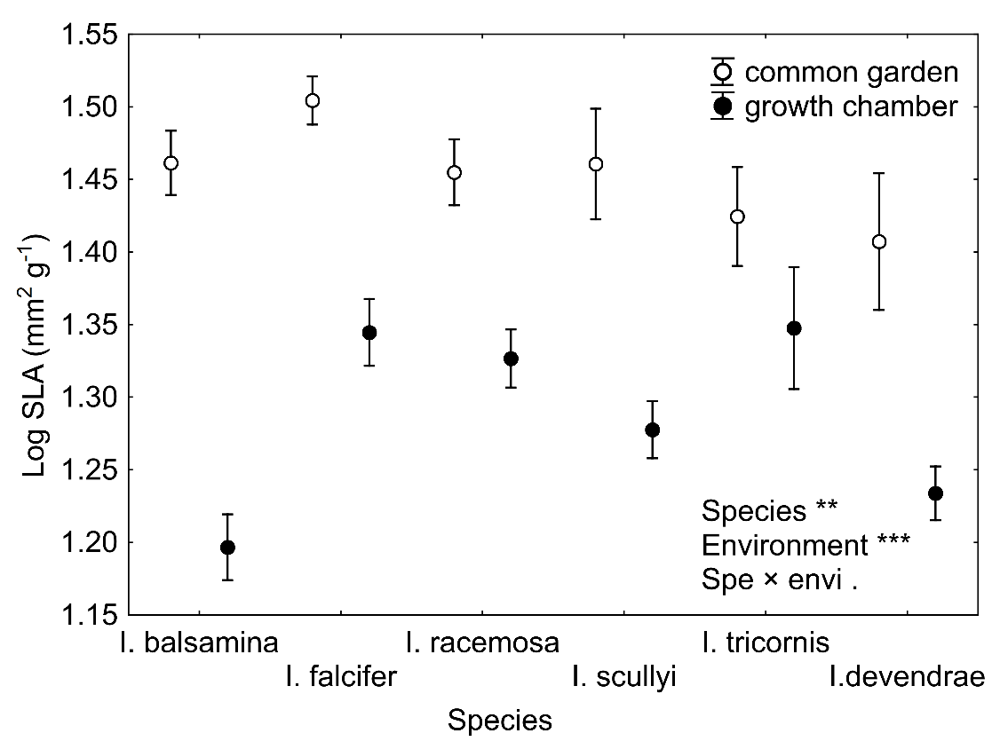 1.55
1.50
1.45
1.40
1.35
1.30
1.25
1.20
1.15
Log SLA (mm² g⁻¹)
common garden
growth chamber
Species **
Environment ***
Spe × envi .
I. balsamina
I. falcifer
I. racemosa
I. scullyi
I. tricornis
I.devendrae
Species